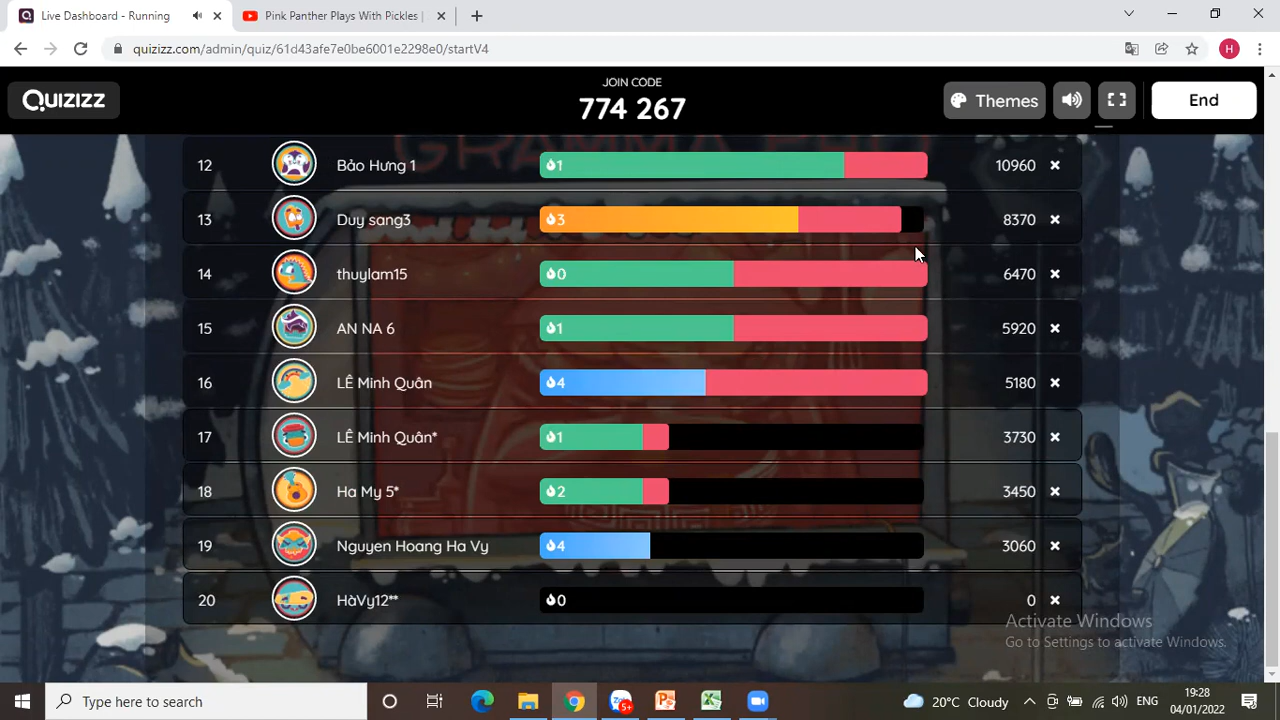 Live Dashboard - Running
Pink Panther Plays With Pickles |
quizizz.com/admin/quiz/61d43afe7e0be6001e2298e0/startV4
H
QUIZIZZ
JOIN CODE
774 267
Themes
End
12 Bảo Hưng 1 1 10960
13 Duy sang3 3 8370
14 thuylam15 0 6470
15 AN NA 6 1 5920
16 LÊ Minh Quân 4 5180
17 LÊ Minh Quân* 1 3730
18 Ha My 5* 2 3450
19 Nguyen Hoang Ha Vy 4 3060
20 HàVy12** 0 0
Activate Windows
Go to Settings to activate Windows.
Type here to search
Zalo
5+
20°C Cloudy
ENG
19:28
04/01/2022